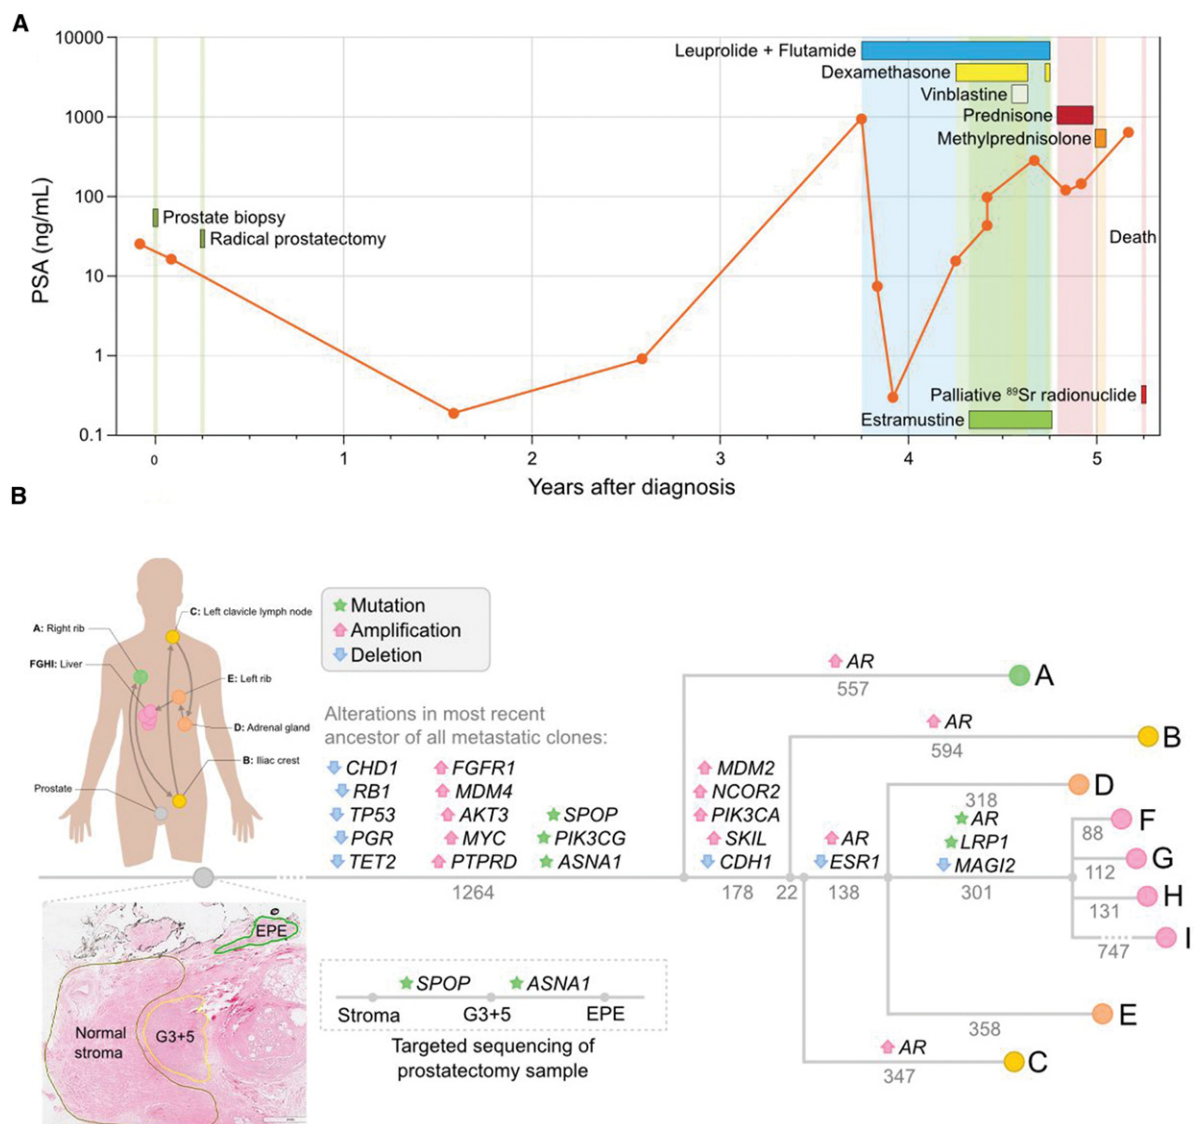 A
10000
1000
100
10
1
0.1
PSA (ng/mL)
Leuprolide + Flutamide
Dexamethasone
Vinblastine
Prednisone
Methylprednisolone
Prostate biopsy
Radical prostatectomy
Death
Palliative ⁸⁹Sr radionuclide
Estramustine
0 1 2 3 4 5
Years after diagnosis
B
C: Left clavicle lymph node
A: Right rib
FGHI: Liver
E: Left rib
D: Adrenal gland
B: Iliac crest
Prostate
Mutation
Amplification
Deletion
Alterations in most recent
ancestor of all metastatic clones:
CHD1 FGFR1
RB1 MDM4
TP53 AKT3 SPOP
PGR MYC PIK3CG
TET2 PTPRD ASNA1
1264
MDM2
NCOR2
PIK3CA
SKIL
CDH1
178
22
AR
ESR1
138
AR
557
A
AR
594
B
D
318
AR
LRP1
MAGI2
301
F
88
G
112
H
131
I
747
E
358
AR
347
C
EPE
Normal
stroma
G3+5
SPOP ASNA1
Stroma G3+5 EPE
Targeted sequencing of
prostatectomy sample